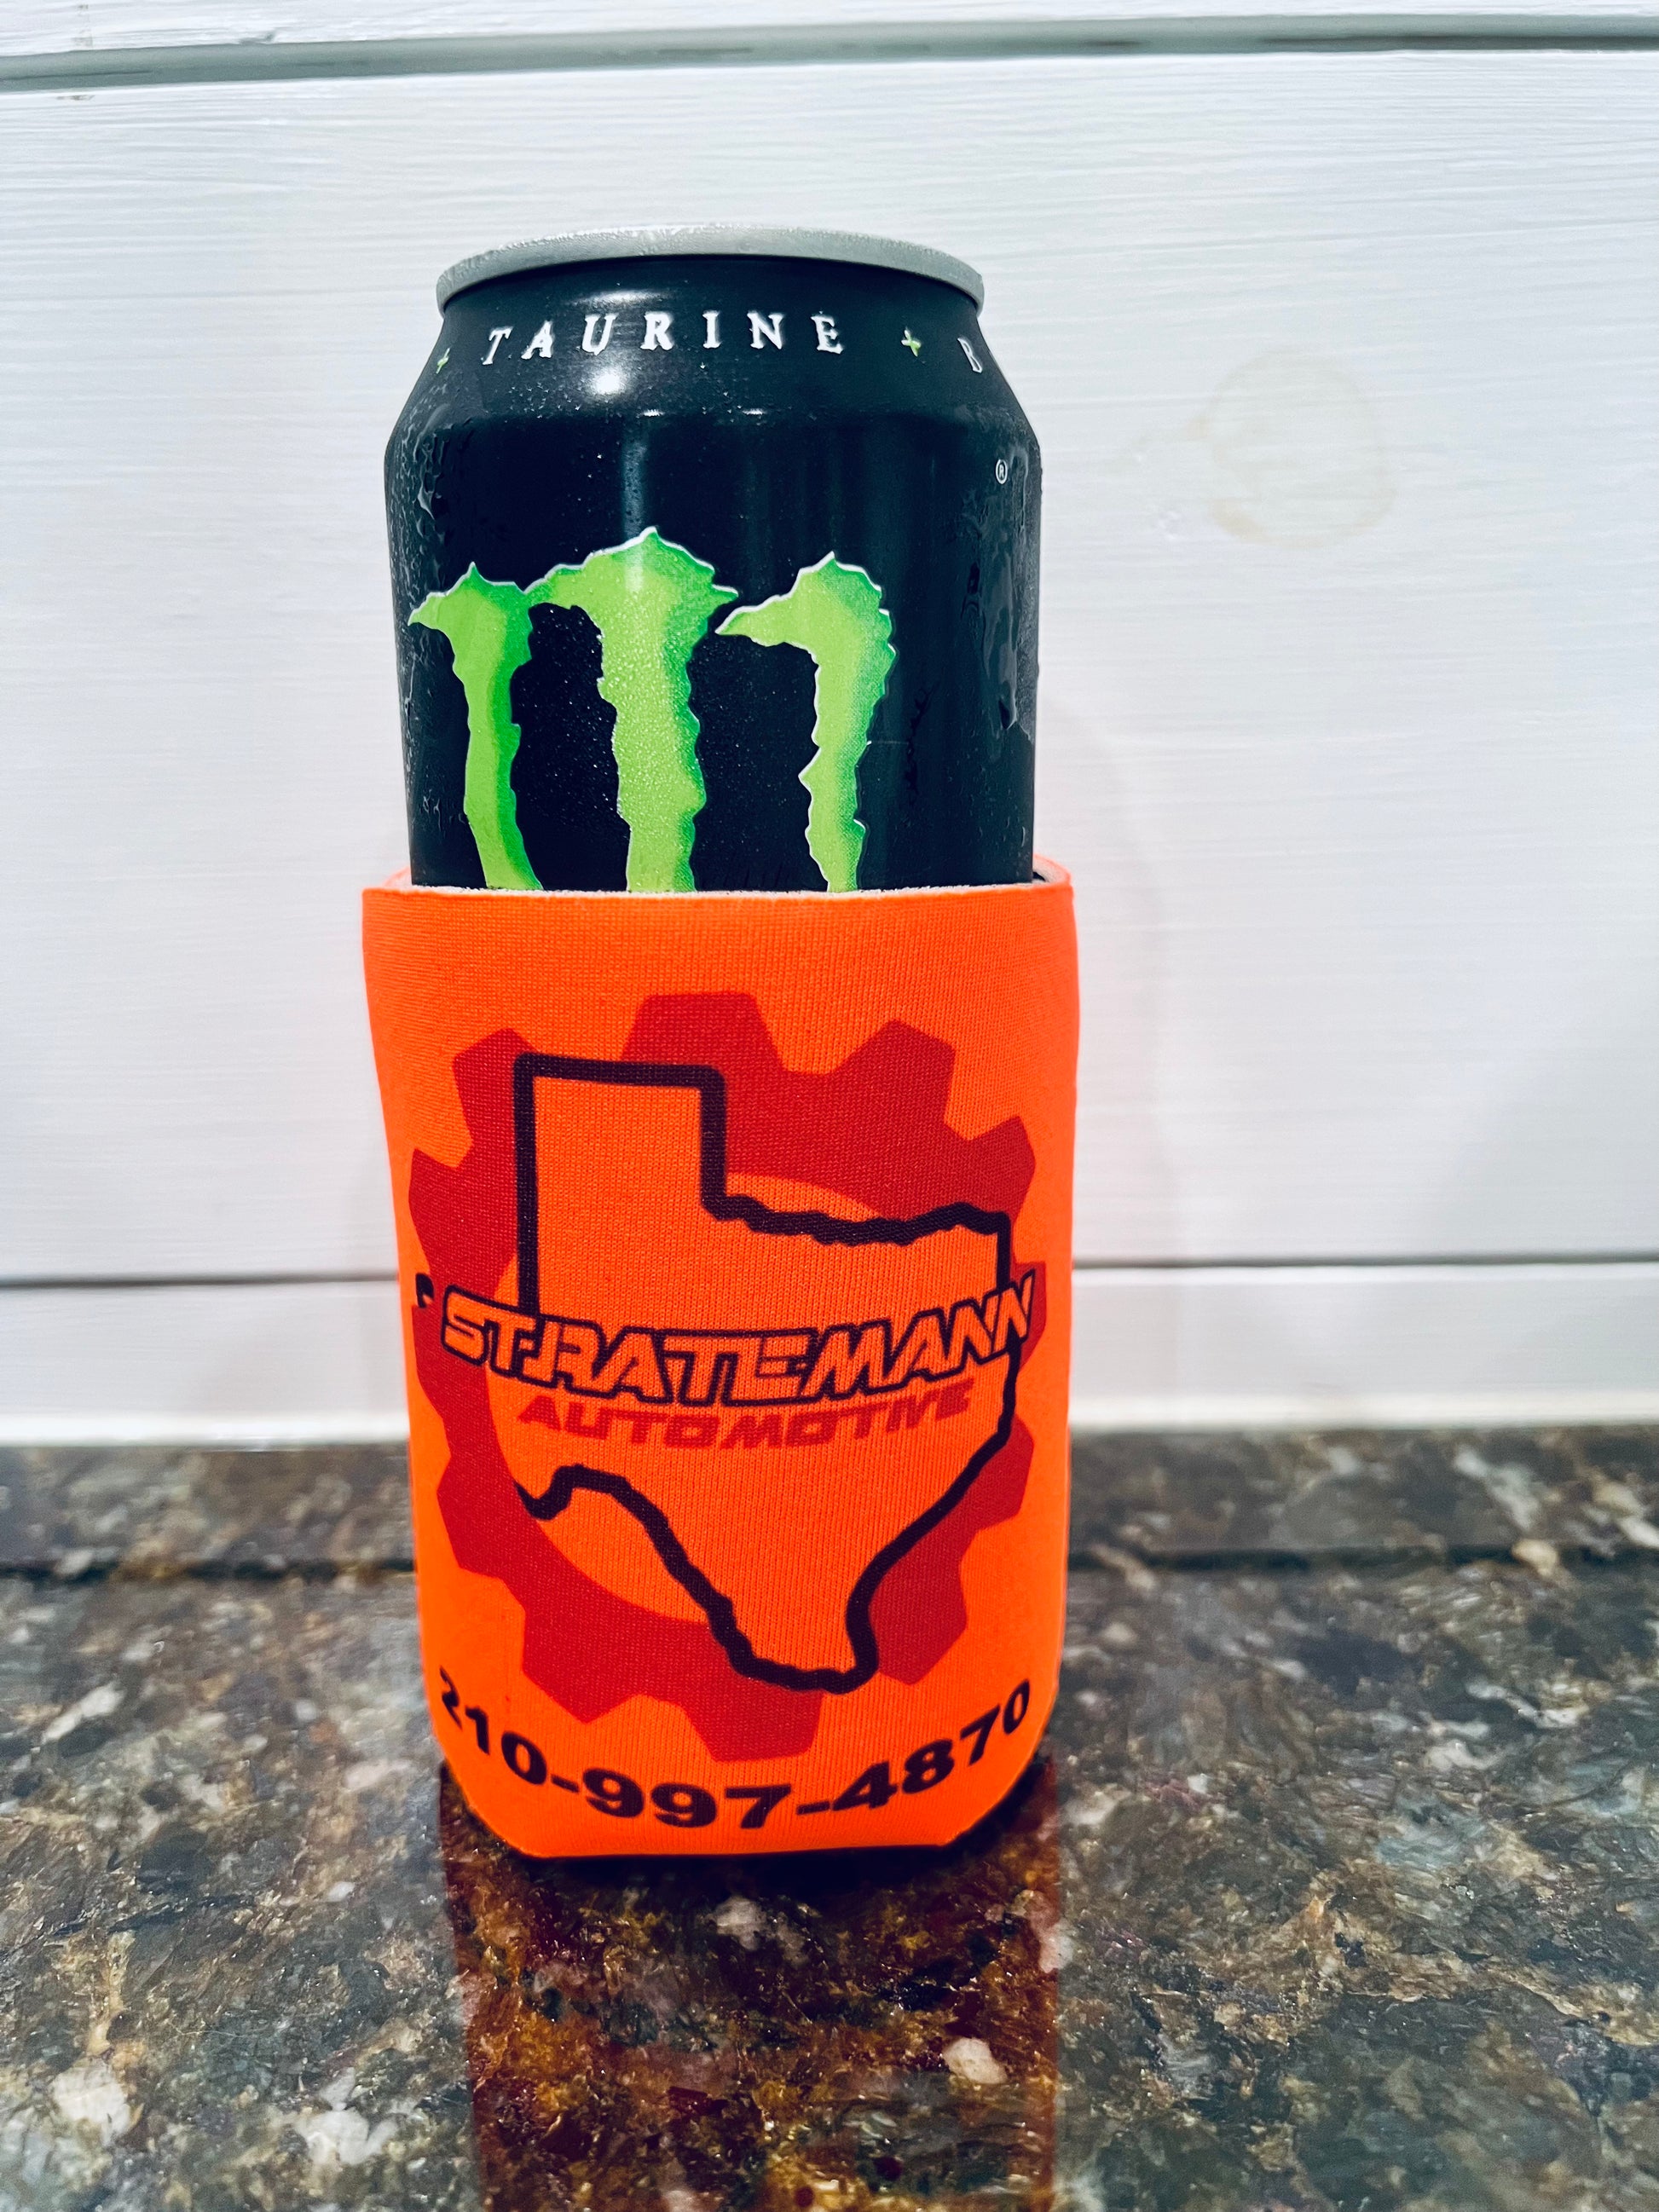 + TAURINE + B
®
STRATEMANN
AUTOMOTIVE
210-997-4870